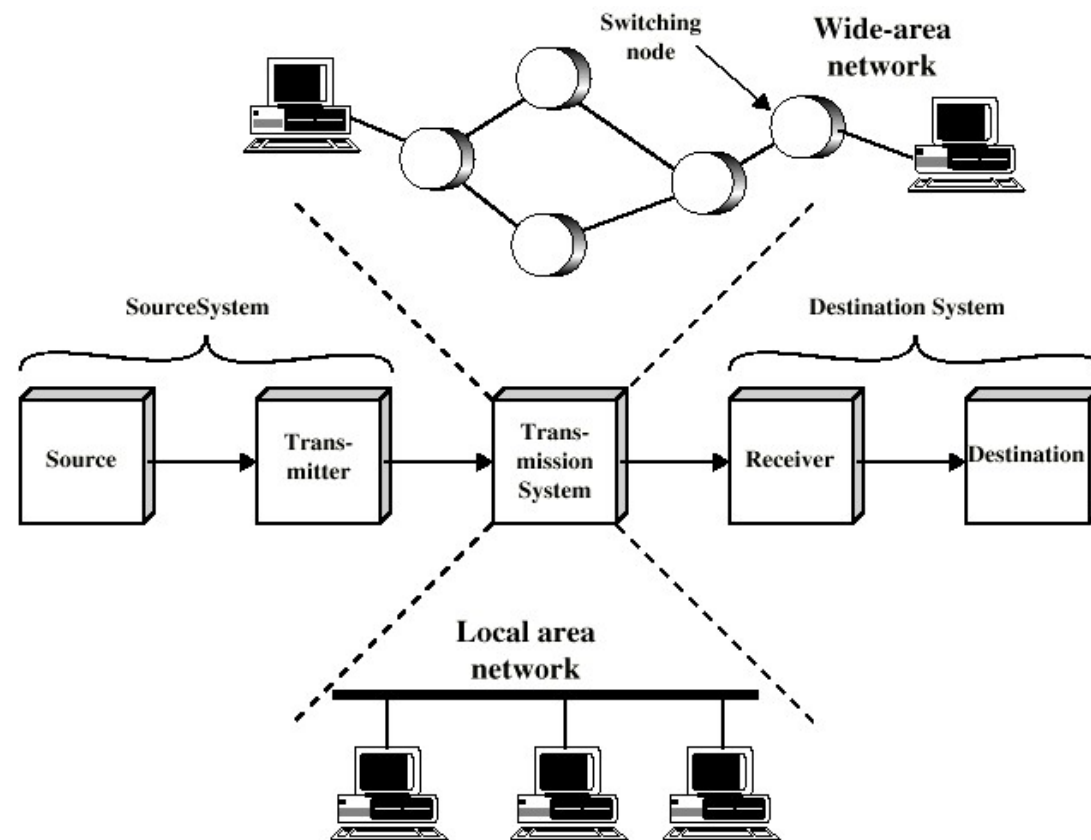 Switching
node
Wide-area
network
SourceSystem
Destination System
Source
Trans-
mitter
Trans-
mission
System
Receiver
Destination
Local area
network